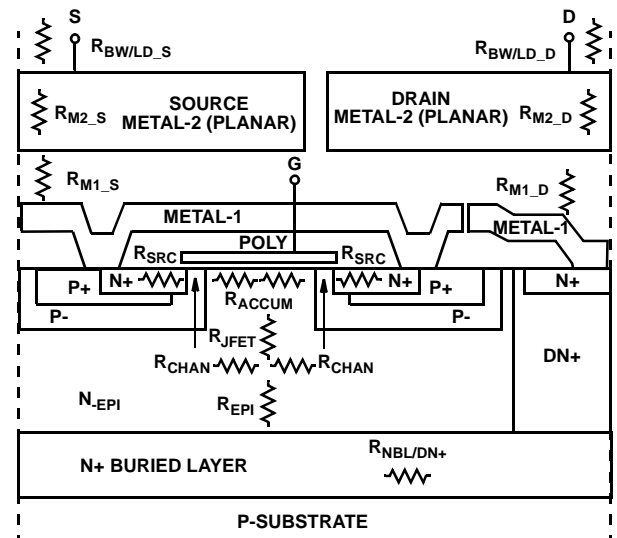 S
D
R_BW/LD_S
R_BW/LD_D
R_M2_S
SOURCE
METAL-2 (PLANAR)
DRAIN
METAL-2 (PLANAR)
R_M2_D
R_M1_S
G
R_M1_D
METAL-1
METAL-1
POLY
R_SRC
R_SRC
P+
N+
R_ACCUM
N+
P+
N+
P-
P-
R_JFET
R_CHAN
R_CHAN
DN+
N-EPI
R_EPI
N+ BURIED LAYER
R_NBL/DN+
P-SUBSTRATE